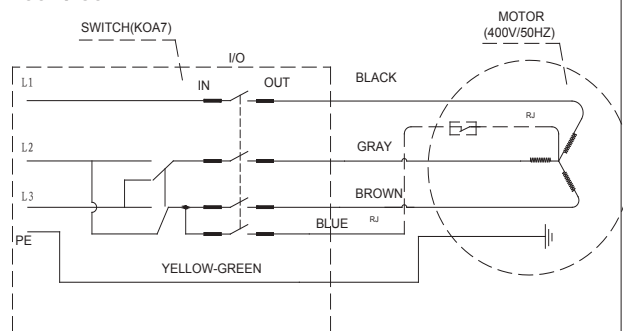 SWITCH(KOA7)
MOTOR
(400V/50HZ)
I/O
L1
IN
OUT
BLACK
RJ
L2
GRAY
L3
BROWN
BLUE
RJ
PE
YELLOW-GREEN